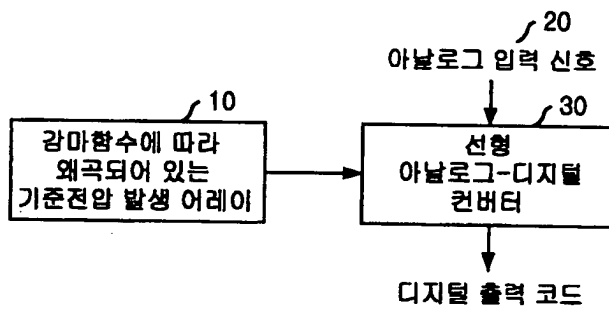 20
아날로그 입력 신호
10
감마함수에 따라
왜곡되어 있는
기준전압 발생 어레이
30
선형
아날로그-디지털
컨버터
디지털 출력 코드